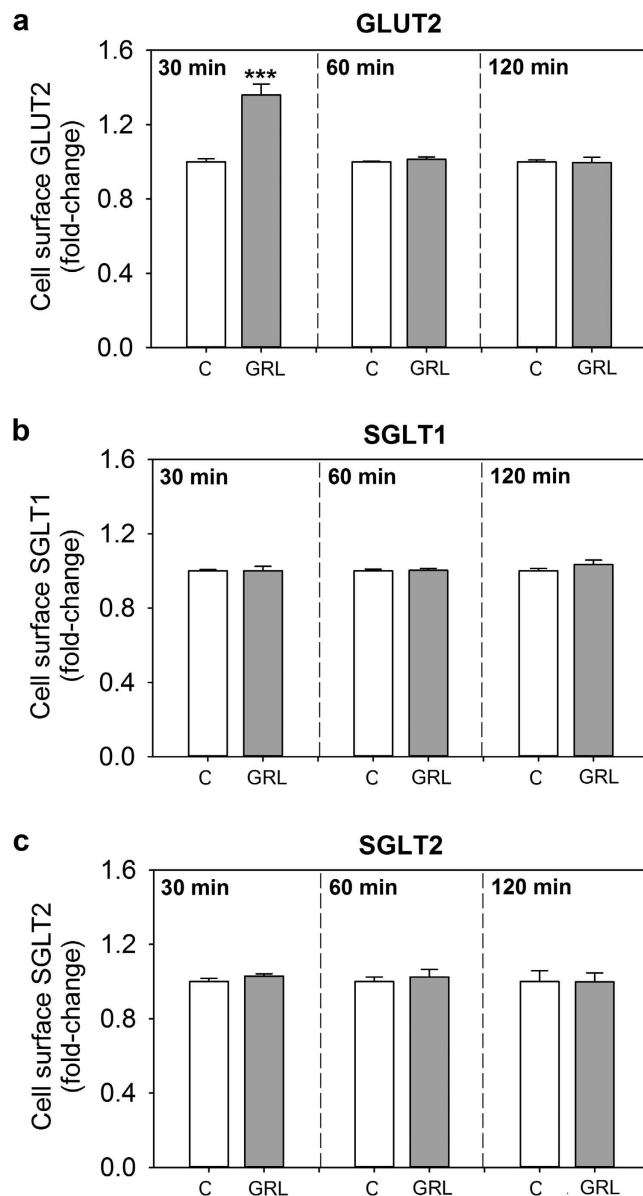 a
GLUT2
Cell surface GLUT2
(fold-change)
1.6
1.2
0.8
0.4
0.0
30 min
60 min
120 min
***
C GRL C GRL C GRL
b
SGLT1
Cell surface SGLT1
(fold-change)
1.6
1.2
0.8
0.4
0.0
30 min
60 min
120 min
C GRL C GRL C GRL
c
SGLT2
Cell surface SGLT2
(fold-change)
1.6
1.2
0.8
0.4
0.0
30 min
60 min
120 min
C GRL C GRL C GRL